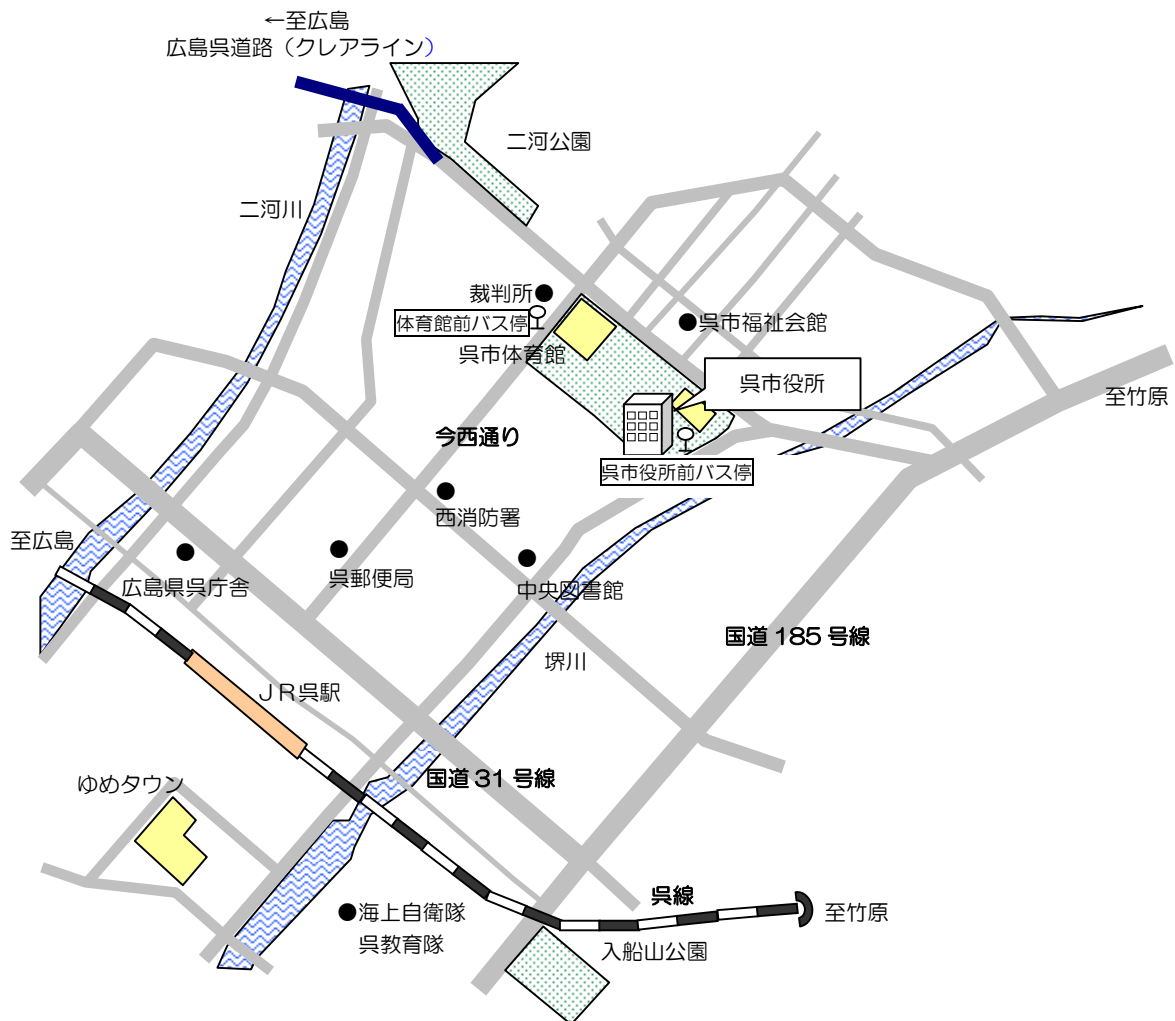 ←至広島
広島呉道路（クレアライン）
二河公園
二河川
裁判所
体育館前バス停
呉市福祉会館
呉市体育館
呉市役所
至竹原
今西通り
呉市役所前バス停
西消防署
至広島
広島県呉庁舎
呉郵便局
中央図書館
国道185号線
堺川
ＪＲ呉駅
国道31号線
ゆめタウン
呉線
海上自衛隊
呉教育隊
至竹原
入船山公園